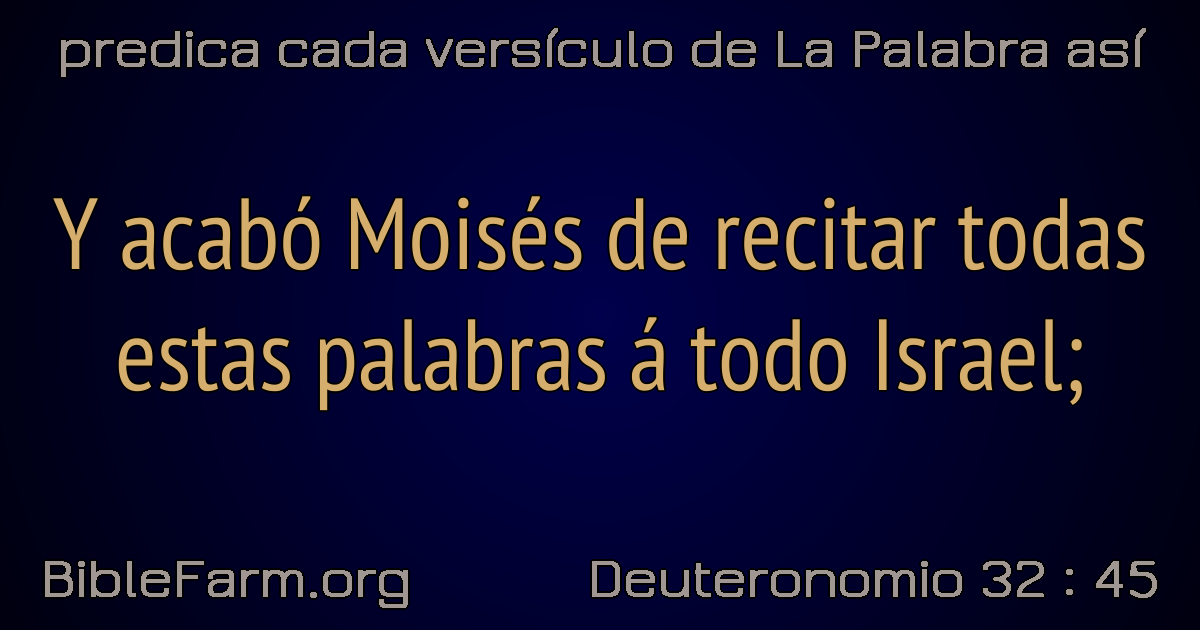 predica cada versículo de La Palabra así
Y acabó Moisés de recitar todas
estas palabras á todo Israel;
BibleFarm.org
Deuteronomio 32 : 45